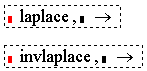 ▪ laplace , ▪ →
▪ invlaplace , ▪ →